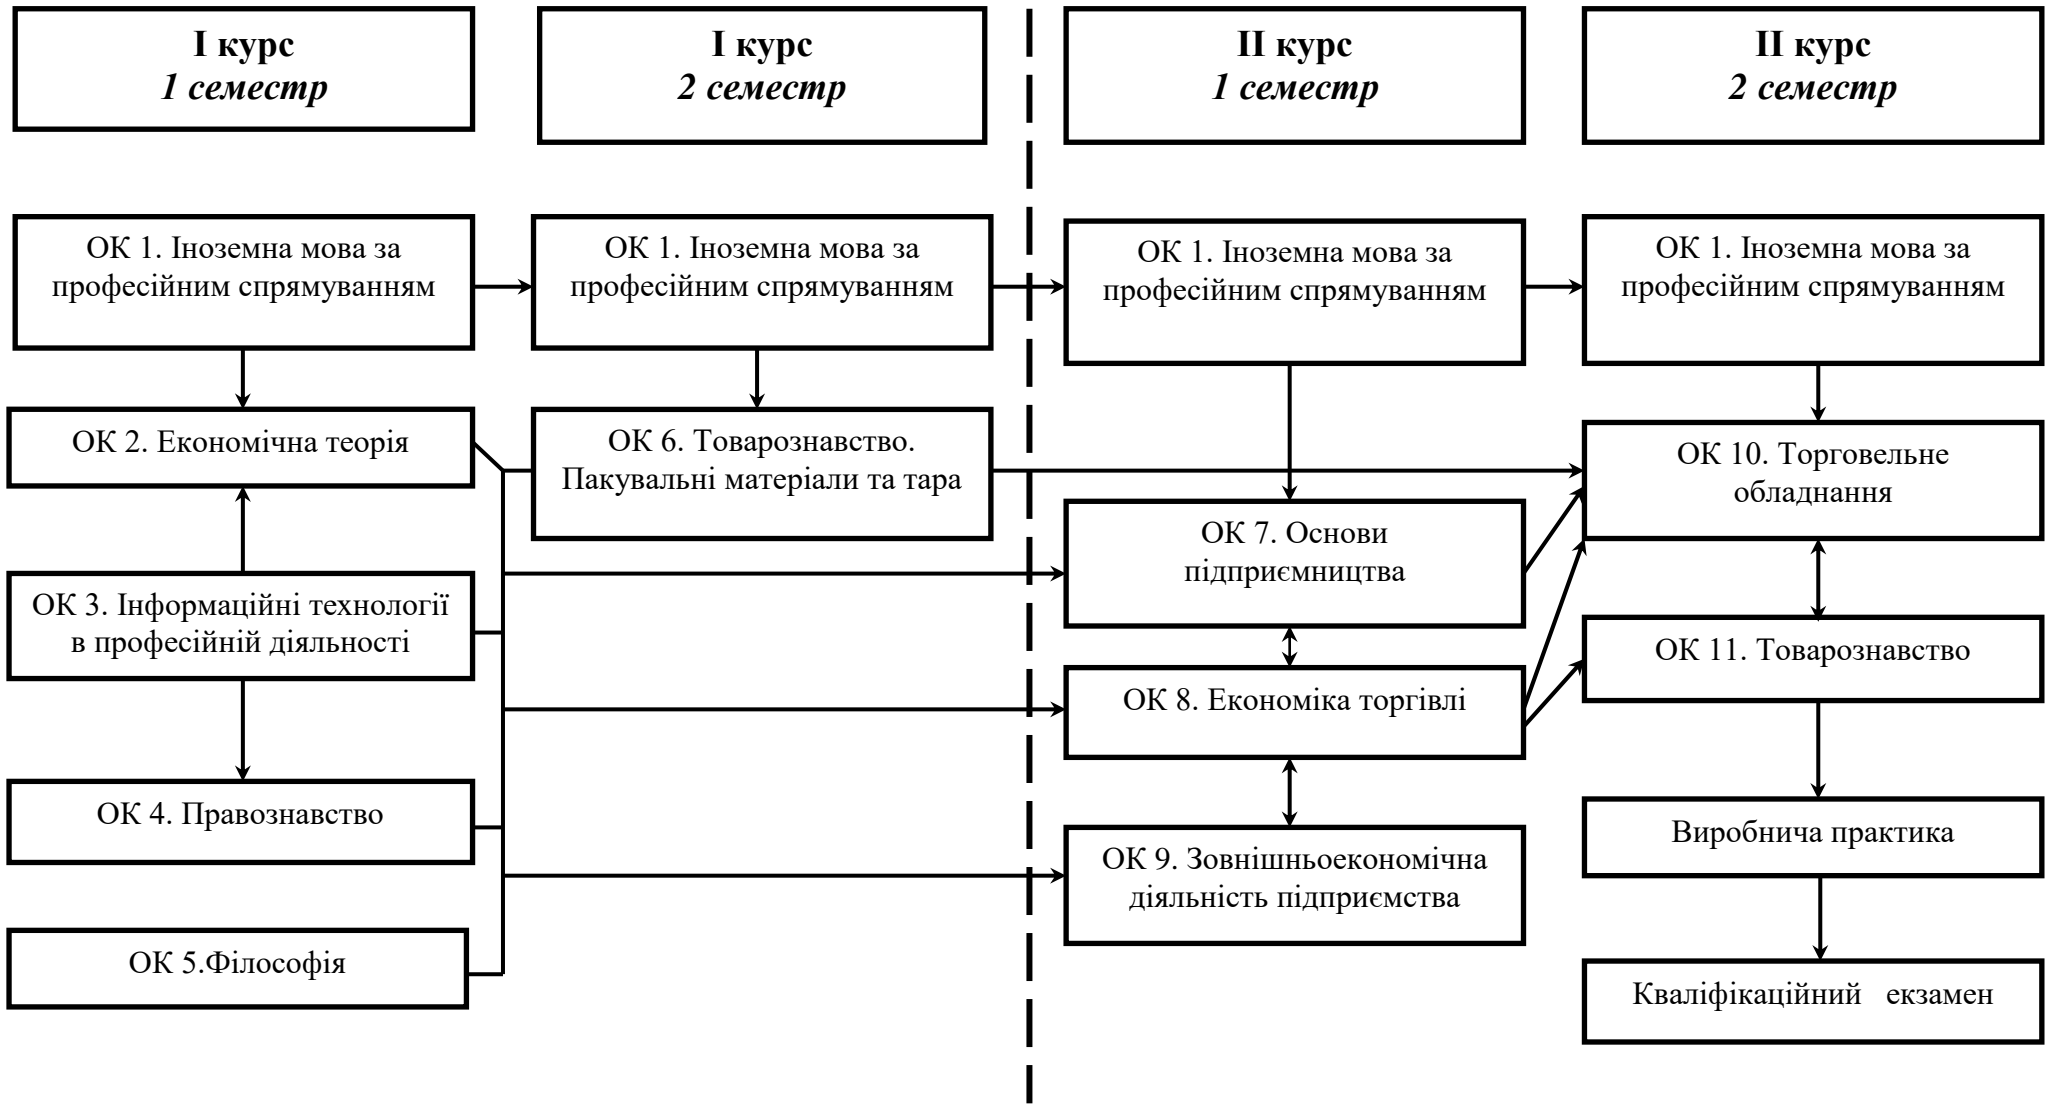 І курс
1 семестр
І курс
2 семестр
ІІ курс
1 семестр
ІІ курс
2 семестр
ОК 1. Іноземна мова за
професійним спрямуванням
ОК 1. Іноземна мова за
професійним спрямуванням
ОК 1. Іноземна мова за
професійним спрямуванням
ОК 1. Іноземна мова за
професійним спрямуванням
ОК 2. Економічна теорія
ОК 6. Товарознавство.
Пакувальні матеріали та тара
ОК 10. Торговельне
обладнання
ОК 7. Основи
підприємництва
ОК 3. Інформаційні технології
в професійній діяльності
ОК 11. Товарознавство
ОК 8. Економіка торгівлі
ОК 4. Правознавство
Виробнича практика
ОК 9. Зовнішньоекономічна
діяльність підприємства
ОК 5.Філософія
Кваліфікаційний екзамен